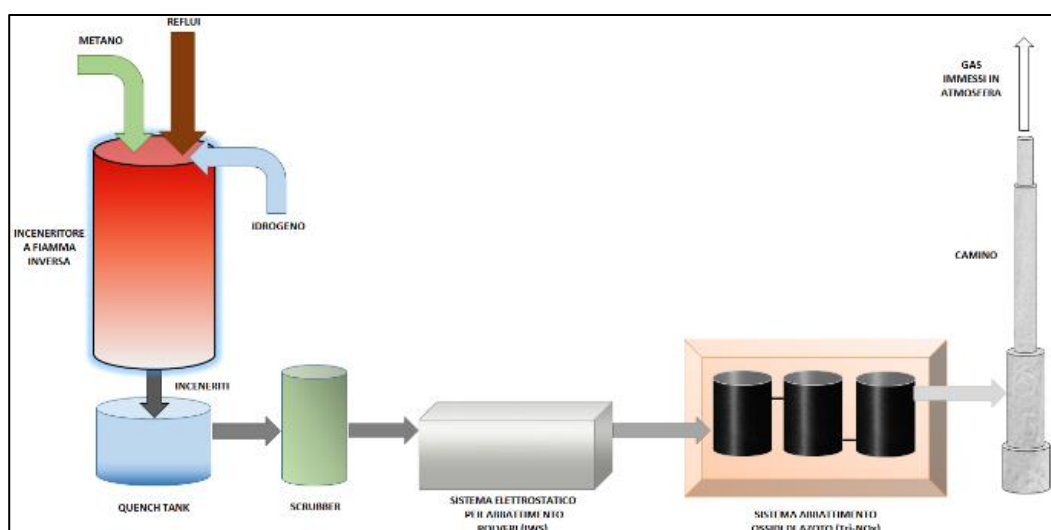 REFLUI
METANO
GAS
IMMESSI IN
ATMOSFERA
IDROGENO
INCENERITORE
A FIAMMA
INVERSA
CAMINO
INCENERITI
QUENCH TANK
SCRUBBER
SISTEMA ELETTROSTATICO
PER ABBATTIMENTO
POLVERI (IWS)
SISTEMA ABBATTIMENTO
OSSIDI DI AZOTO (Tri-NOx)